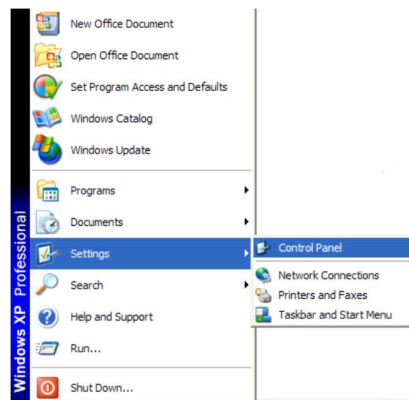 New Office Document
Open Office Document
Set Program Access and Defaults
Windows Catalog
Windows Update
Programs
Documents
Settings
Search
Help and Support
Run...
Shut Down...
Control Panel
Network Connections
Printers and Faxes
Taskbar and Start Menu
Windows XP Professional